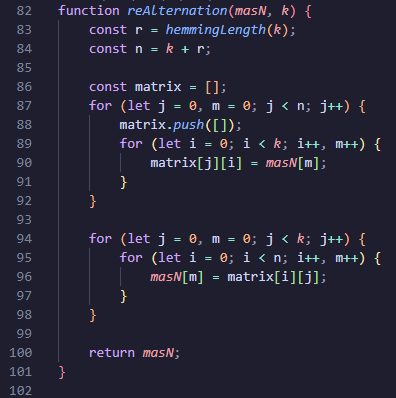 82 function reAlternation(masN, k) {
83     const r = hemmingLength(k);
84     const n = k + r;
85
86     const matrix = [];
87     for (let j = 0, m = 0; j < n; j++) {
88         matrix.push([]);
89         for (let i = 0; i < k; i++, m++) {
90             matrix[j][i] = masN[m];
91         }
92     }
93
94     for (let j = 0, m = 0; j < k; j++) {
95         for (let i = 0; i < n; i++, m++) {
96             masN[m] = matrix[i][j];
97         }
98     }
99
100     return masN;
101 }
102